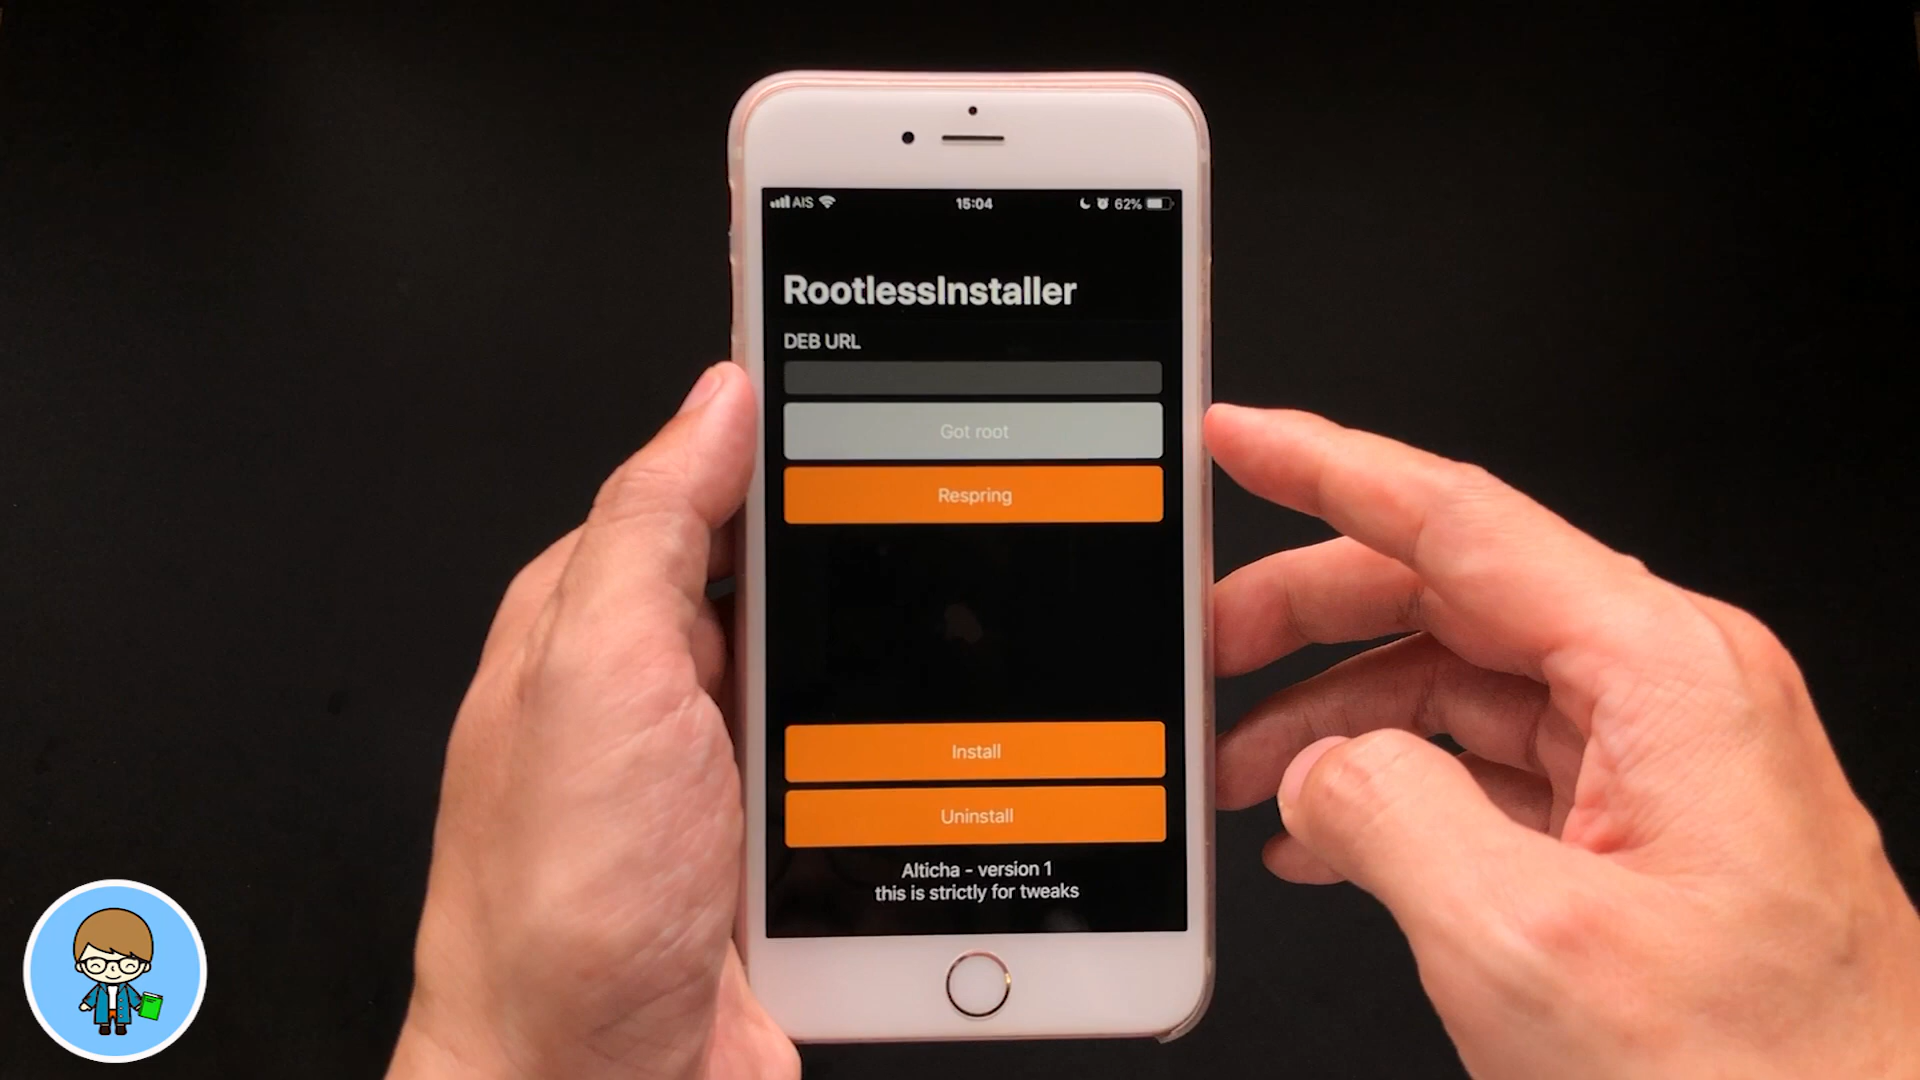 AIS 15:04 62%
RootlessInstaller
DEB URL
Got root
Respring
Install
Uninstall
Alticha - version 1
this is strictly for tweaks